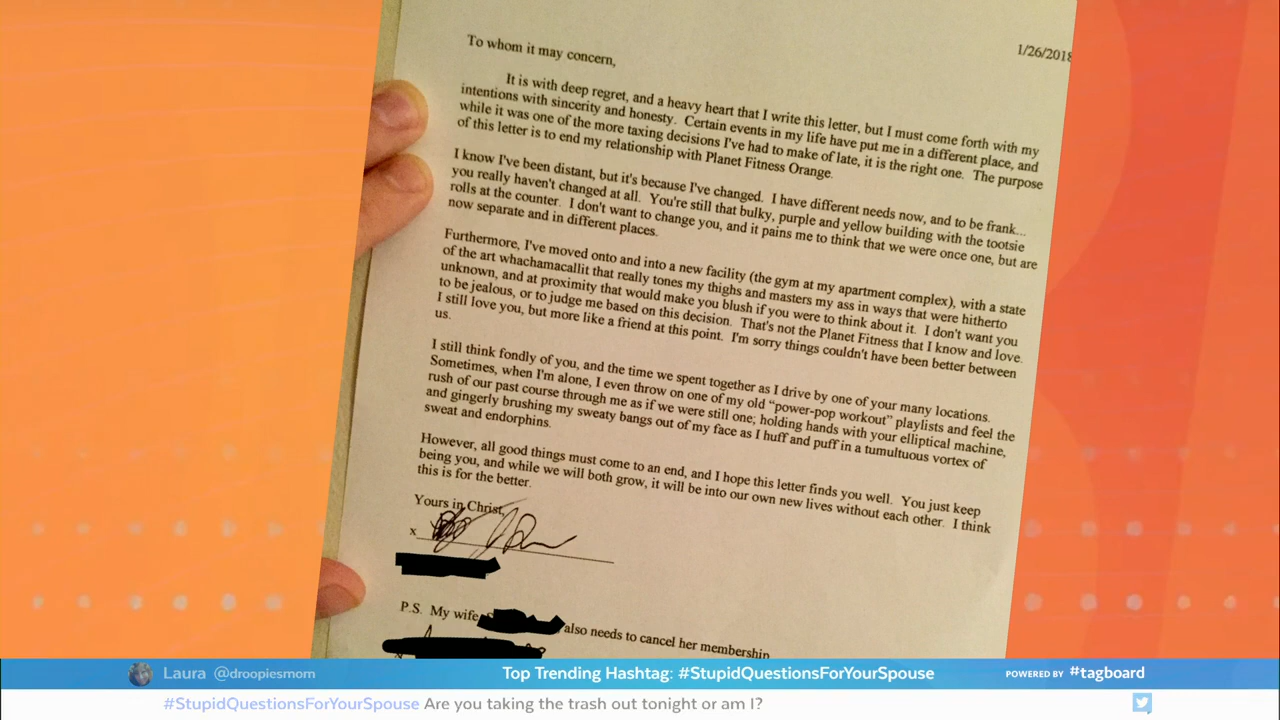 1/26/2018
To whom it may concern,
It is with deep regret, and a heavy heart that I write this letter, but I must come forth with my
intentions with sincerity and honesty. Certain events in my life have put me in a different place, and
while it was one of the more taxing decisions I've had to make of late, it is the right one. The purpose
of this letter is to end my relationship with Planet Fitness Orange.
I know I've been distant, but it's because I've changed. I have different needs now, and to be frank...
you really haven't changed at all. You're still that bulky, purple and yellow building with the tootsie
rolls at the counter. I don't want to change you, and it pains me to think that we were once one, but are
now separate and in different places.
Furthermore, I've moved onto and into a new facility (the gym at my apartment complex), with a state
of the art whachamacallit that really tones my thighs and masters my ass in ways that were hitherto
unknown, and at proximity that would make you blush if you were to think about it. I don't want you
to be jealous, or to judge me based on this decision. That's not the Planet Fitness that I know and love.
I still love you, but more like a friend at this point. I'm sorry things couldn't have been better between
us.
I still think fondly of you, and the time we spent together as I drive by one of your many locations.
Sometimes, when I'm alone, I even throw on one of my old “power-pop workout” playlists and feel the
rush of our past course through me as if we were still one; holding hands with your elliptical machine,
and gingerly brushing my sweaty bangs out of my face as I huff and puff in a tumultuous vortex of
sweat and endorphins.
However, all good things must come to an end, and I hope this letter finds you well. You just keep
being you, and while we will both grow, it will be into our own new lives without each other. I think
this is for the better.
Yours in Christ,
x
P.S. My wife also needs to cancel her membership
x
Laura @droopiesmom
Top Trending Hashtag: #StupidQuestionsForYourSpouse
POWERED BY #tagboard
#StupidQuestionsForYourSpouse Are you taking the trash out tonight or am I?